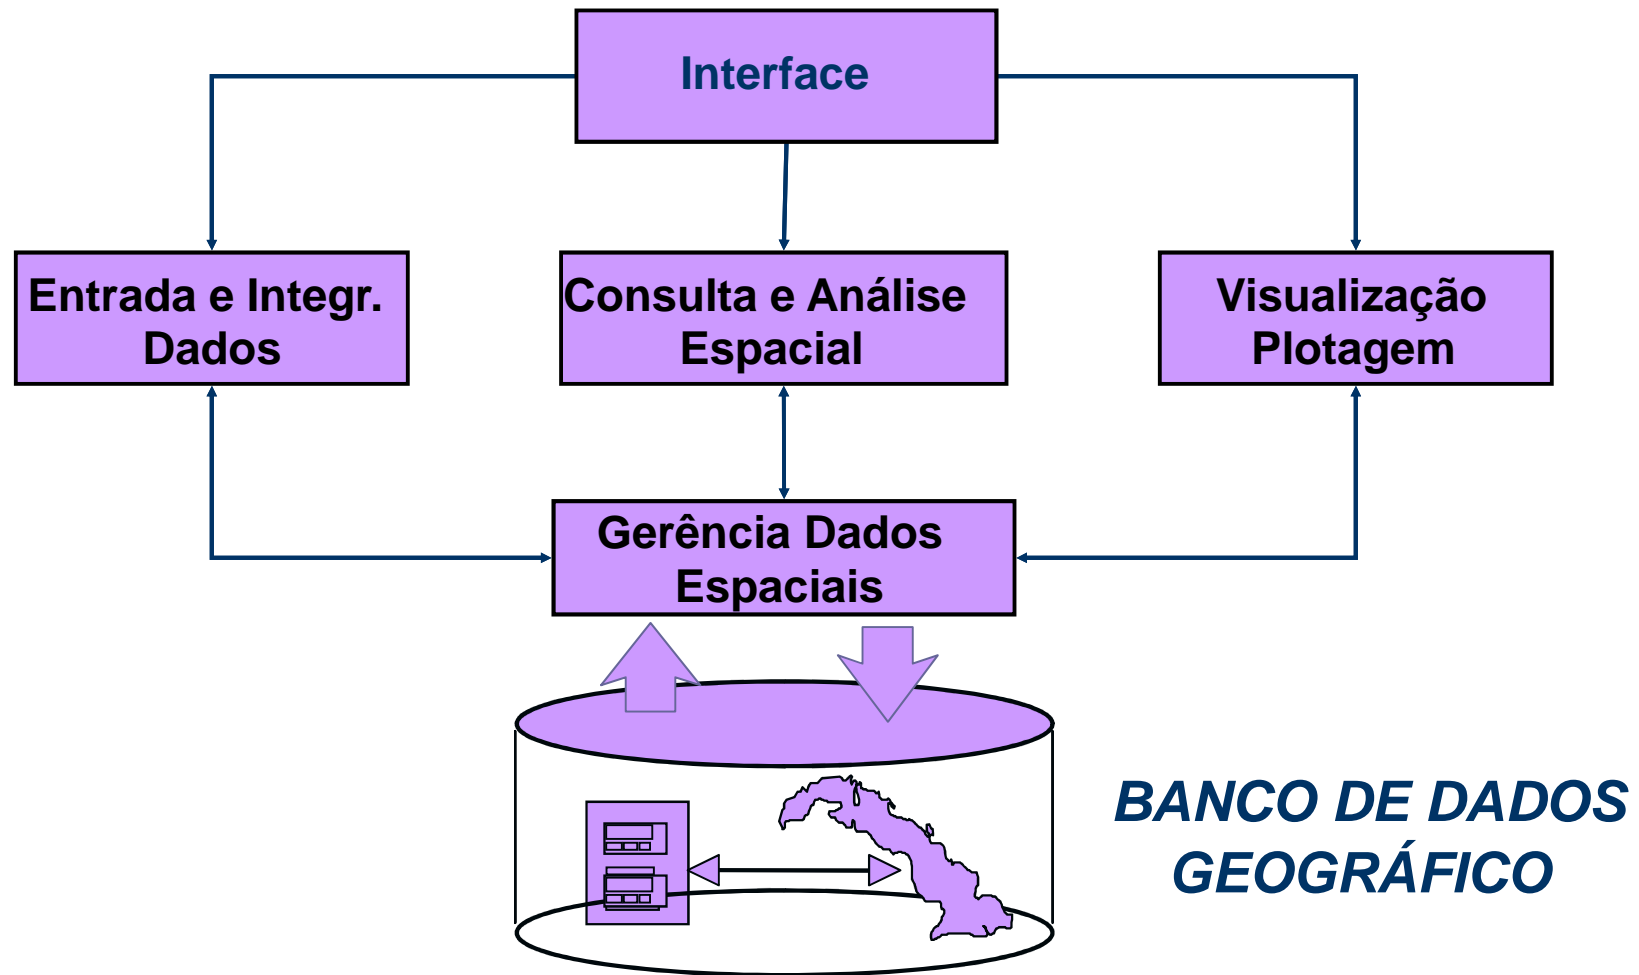 Interface
Entrada e Integr.
Dados
Consulta e Análise
Espacial
Visualização
Plotagem
Gerência Dados
Espaciais
BANCO DE DADOS
GEOGRÁFICO